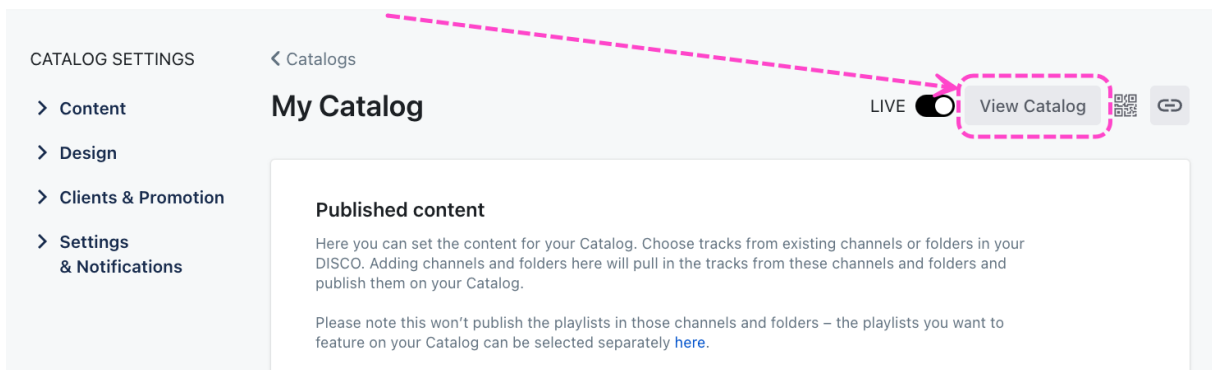 CATALOG SETTINGS
Content
Design
Clients & Promotion
Settings
& Notifications
Catalogs
My Catalog
LIVE
View Catalog
Published content
Here you can set the content for your Catalog. Choose tracks from existing channels or folders in your
DISCO. Adding channels and folders here will pull in the tracks from these channels and folders and
publish them on your Catalog.
Please note this won’t publish the playlists in those channels and folders – the playlists you want to
feature on your Catalog can be selected separately here.